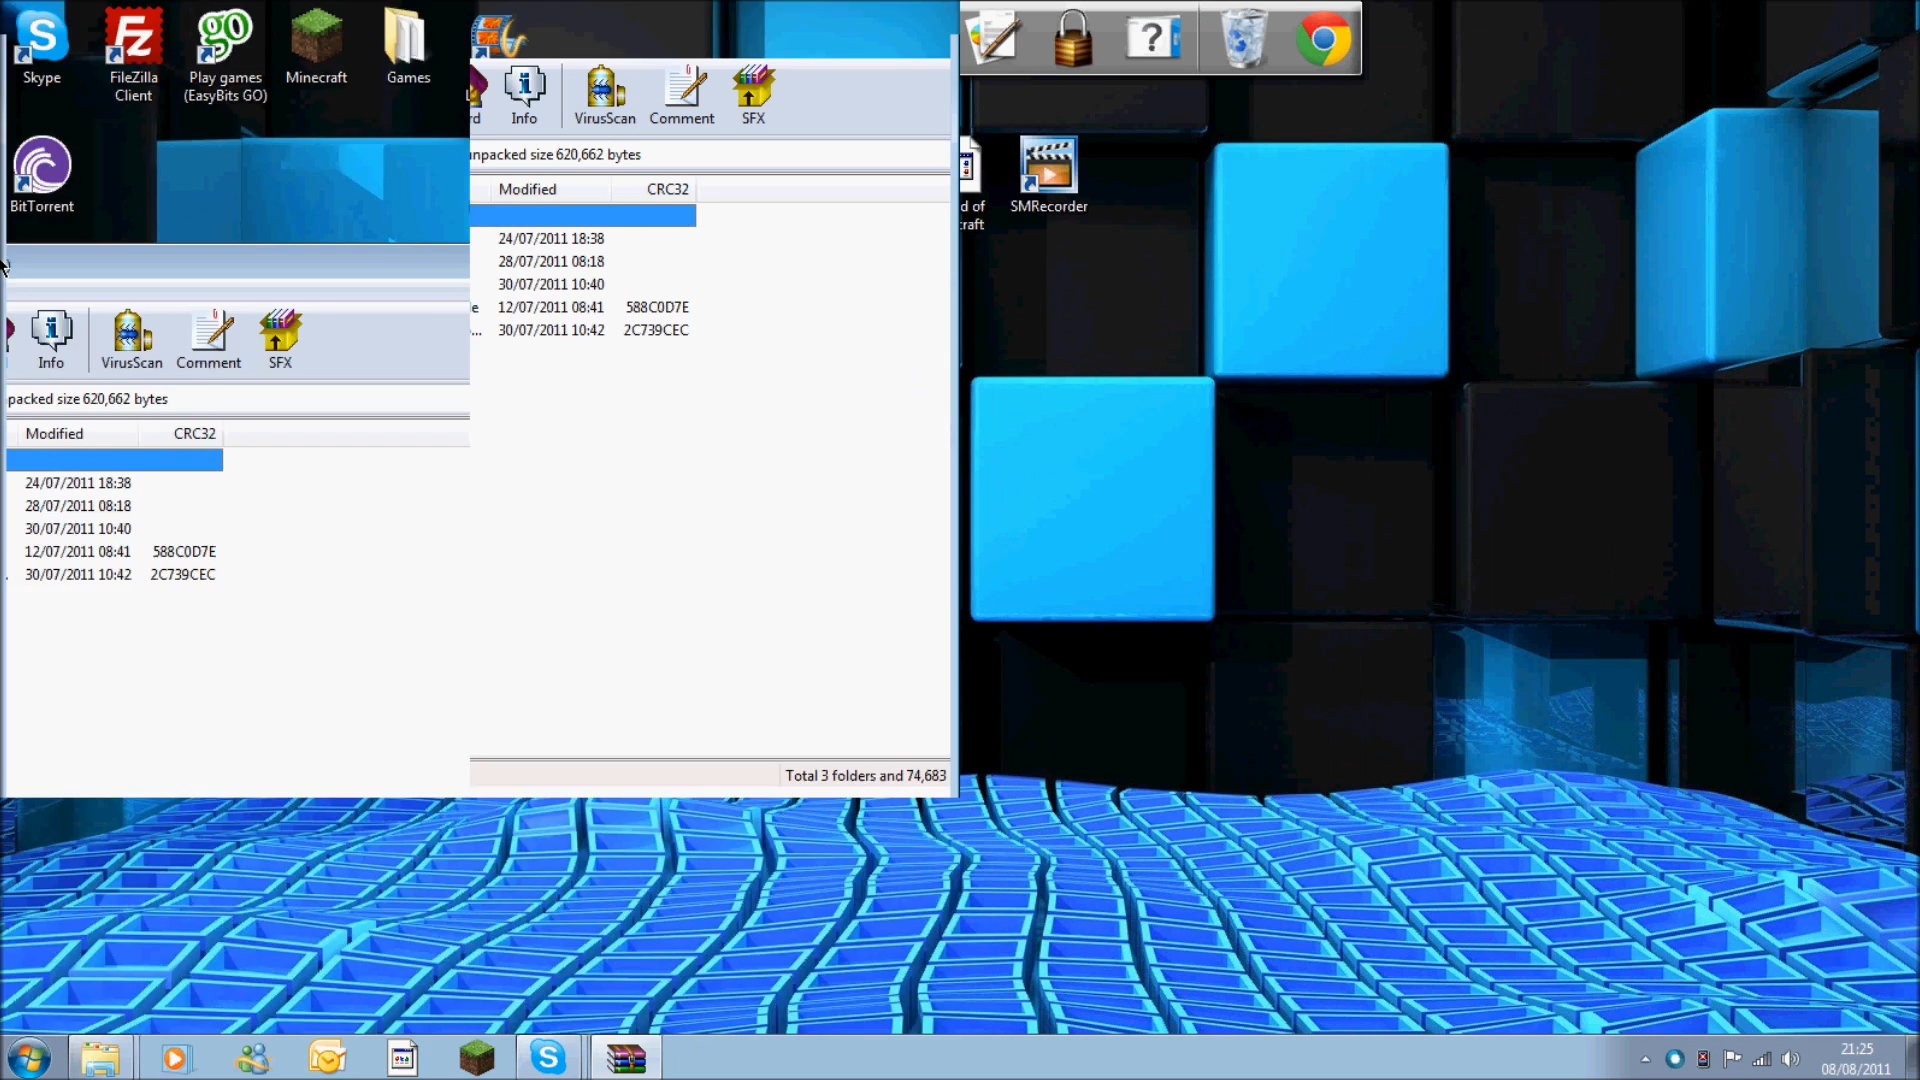 Skype
FileZilla
Client
Play games
(EasyBits GO)
Minecraft
Games
BitTorrent
rd
Info
VirusScan
Comment
SFX
unpacked size 620,662 bytes
Modified
CRC32
24/07/2011 18:38
28/07/2011 08:18
30/07/2011 10:40
e
12/07/2011 08:41
588C0D7E
...
30/07/2011 10:42
2C739CEC
Total 3 folders and 74,683
d of
craft
SMRecorder
Info
VirusScan
Comment
SFX
packed size 620,662 bytes
Modified
CRC32
24/07/2011 18:38
28/07/2011 08:18
30/07/2011 10:40
12/07/2011 08:41
588C0D7E
30/07/2011 10:42
2C739CEC
21:25
08/08/2011